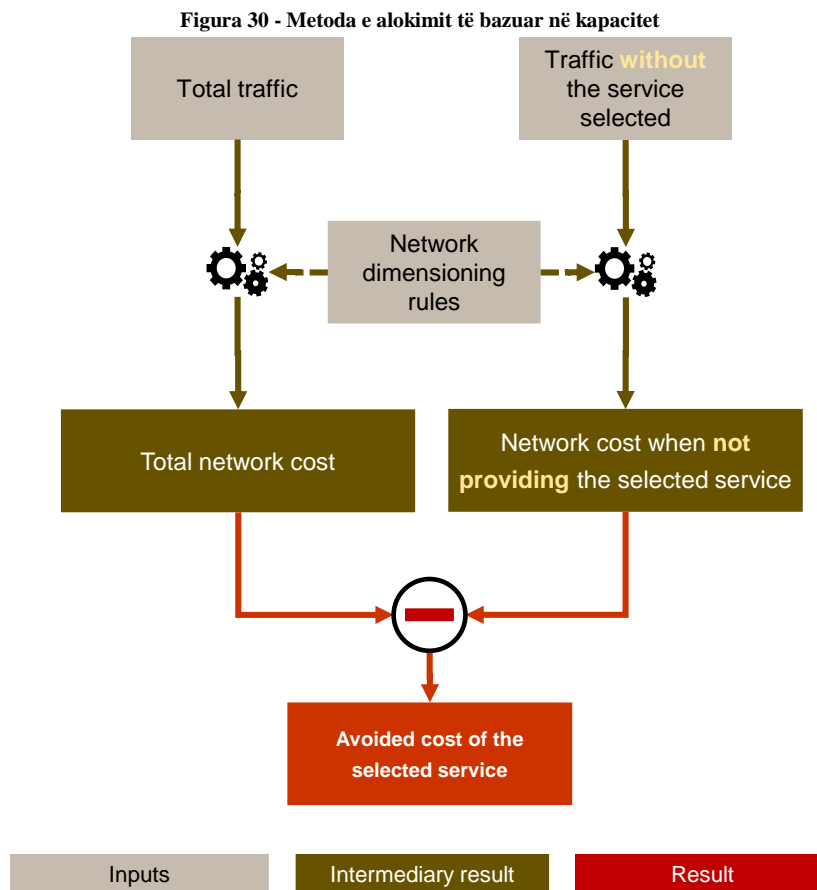 Figura 30 - Metoda e alokimit të bazuar në kapacitet
Total traffic
Traffic without
the service
selected
Network
dimensioning
rules
Total network cost
Network cost when not
providing the selected service
Avoided cost of the
selected service
Inputs
Intermediary result
Result